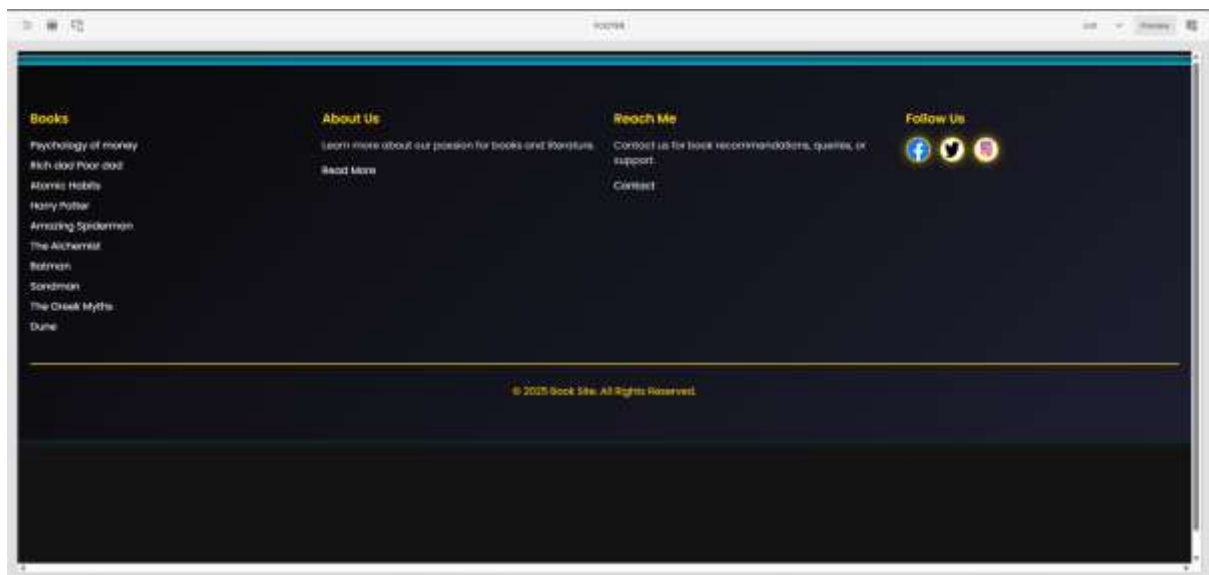 FOOTER
Edit
Preview
Books
Psychology of money
Rich dad Poor dad
Atomic Habits
Harry Potter
Amazing Spiderman
The Alchemist
Batman
Sandman
The Greek Myths
Dune
About Us
Learn more about our passion for books and literature.
Read More
Reach Me
Contact us for book recommendations, queries, or
support.
Contact
Follow Us
© 2025 Book Site. All Rights Reserved.